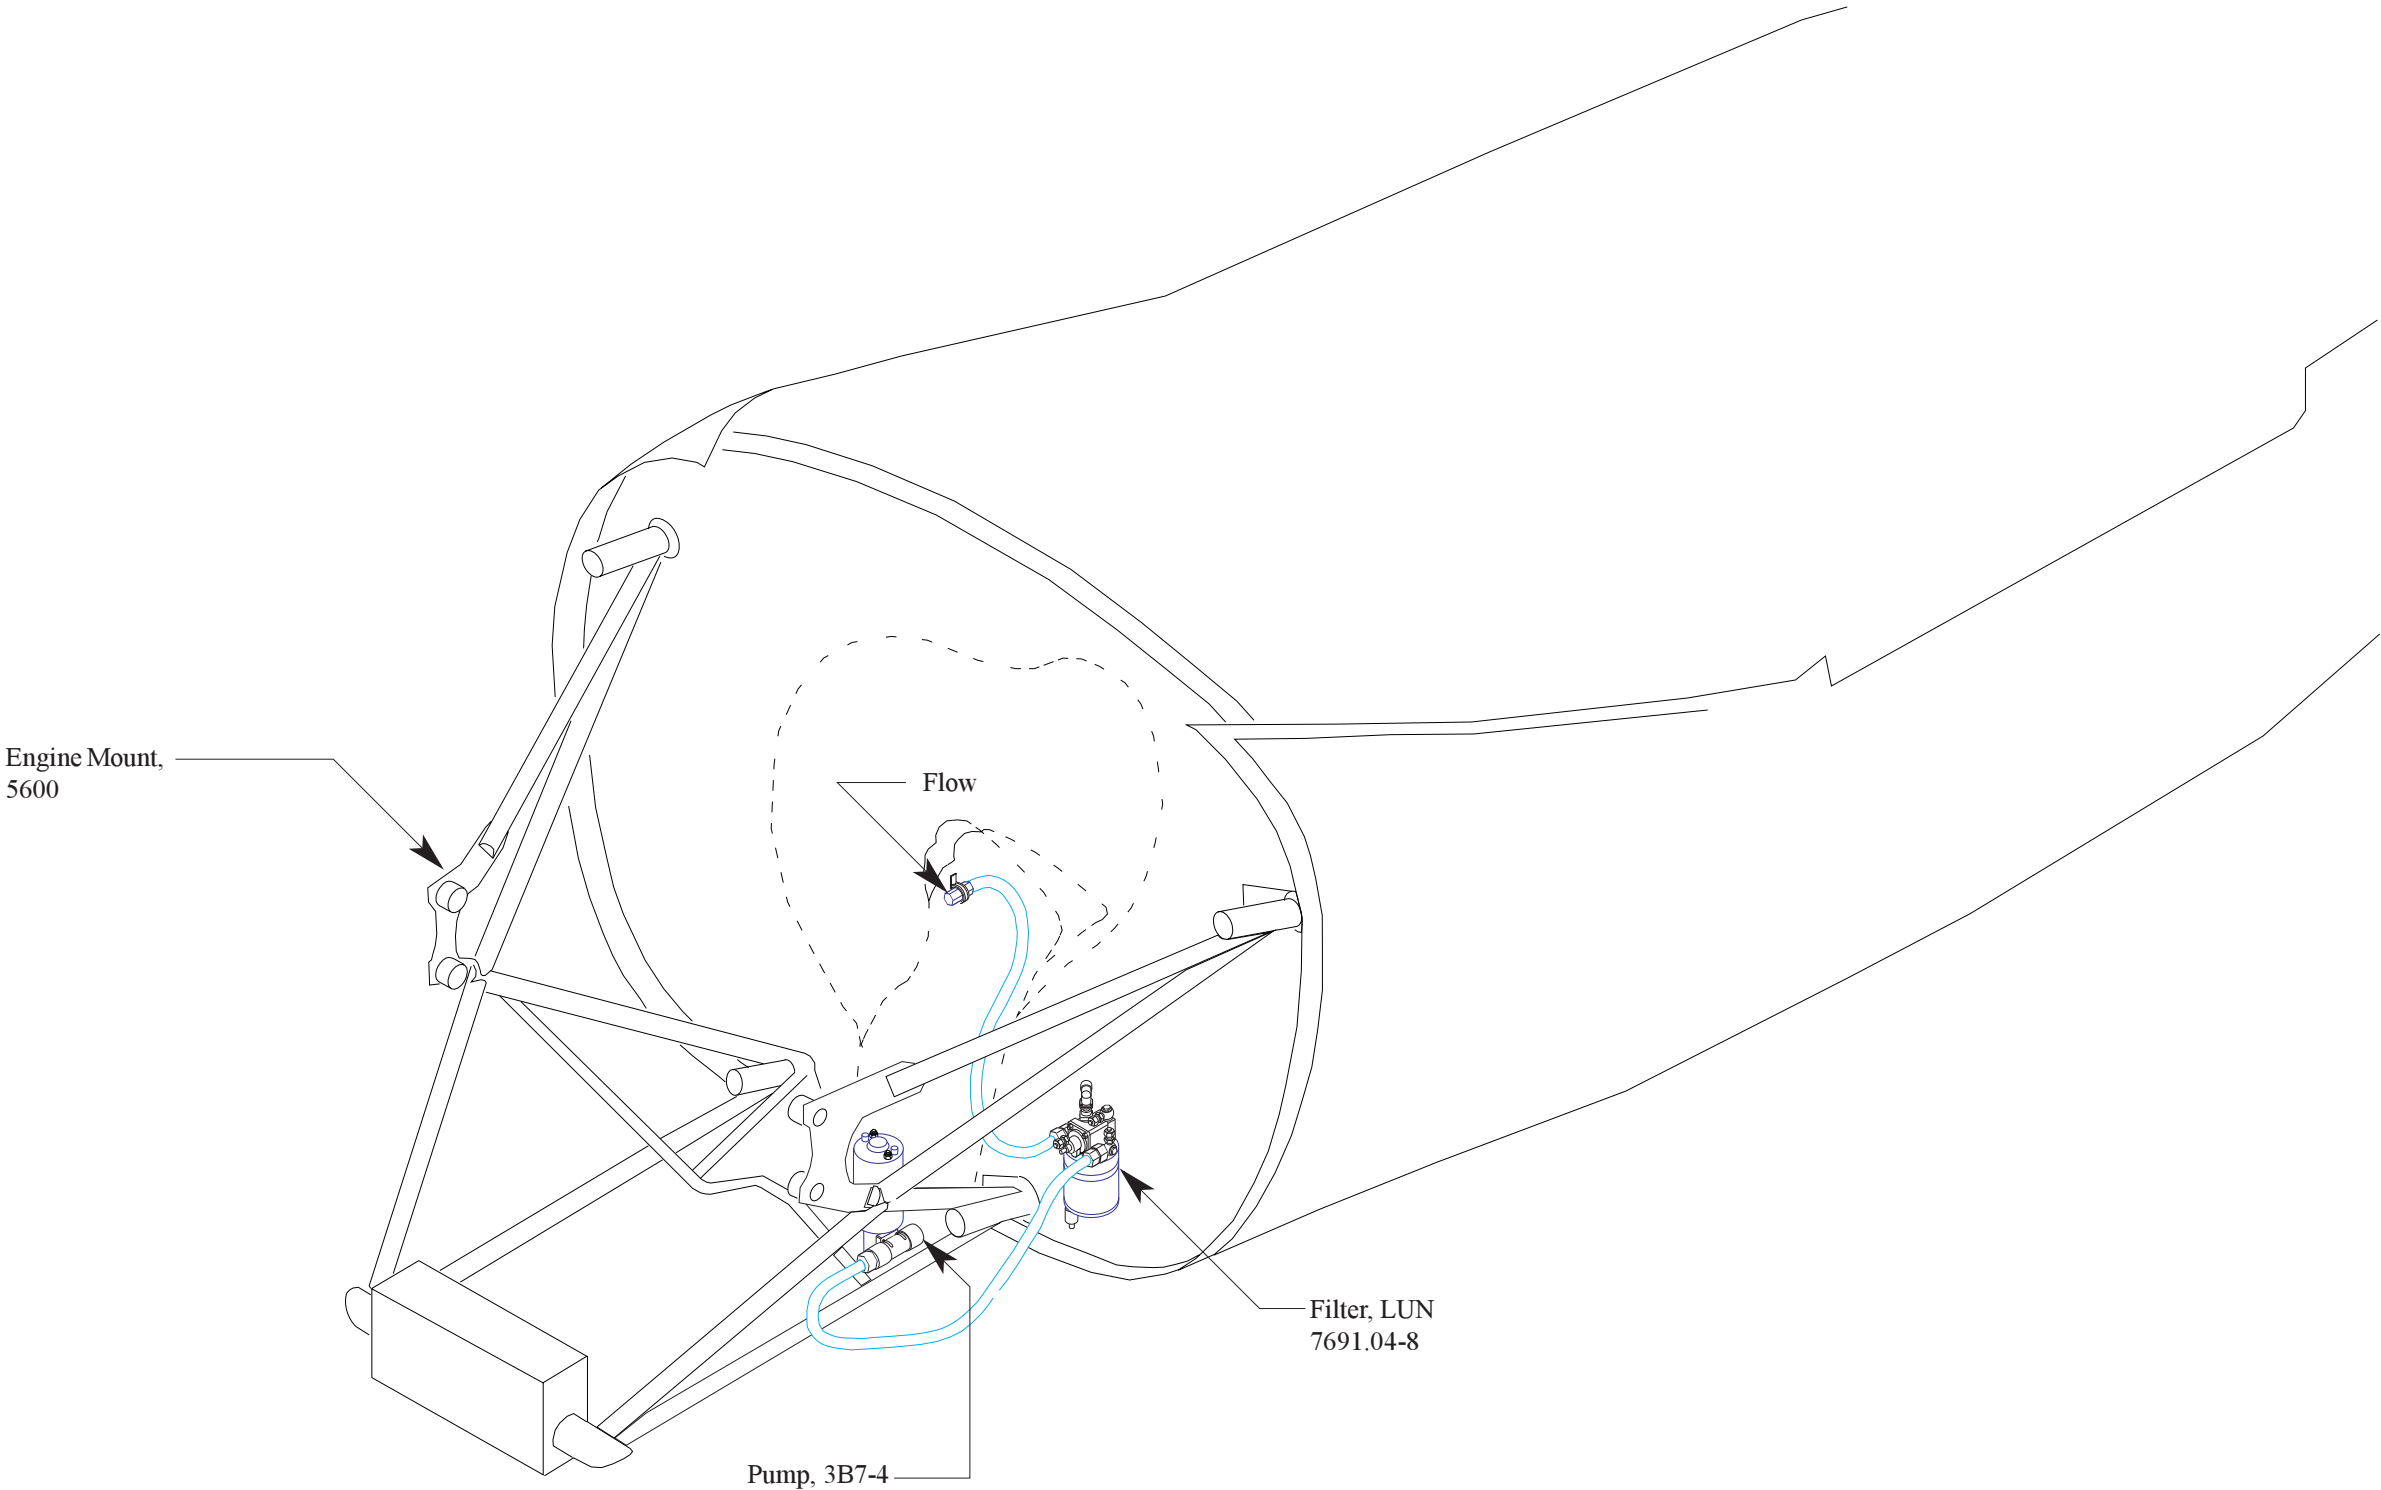 Engine Mount,
5600
Flow
Filter, LUN
7691.04-8
Pump, 3B7-4